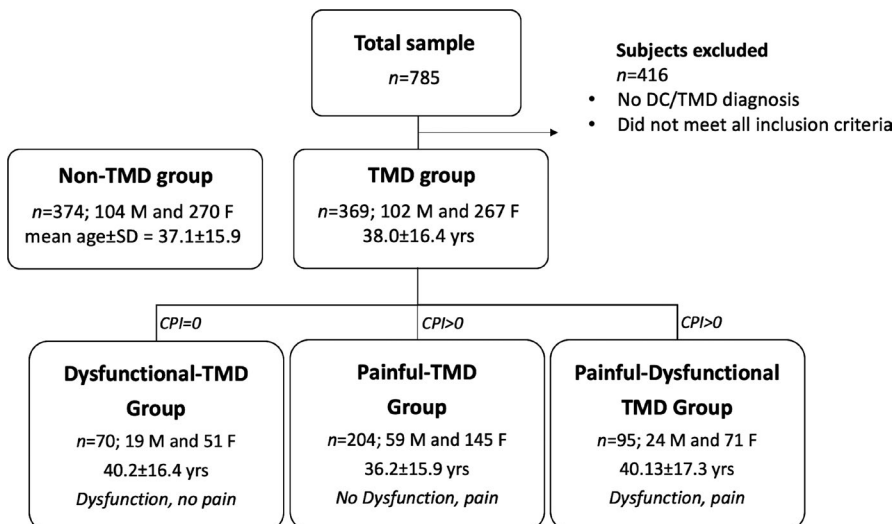 Total sample
n=785
Subjects excluded
n=416
• No DC/TMD diagnosis
• Did not meet all inclusion criteria
Non-TMD group
n=374; 104 M and 270 F
mean age±SD = 37.1±15.9
TMD group
n=369; 102 M and 267 F
38.0±16.4 yrs
CPI=0
CPI>0
CPI>0
Dysfunctional-TMD
Group
n=70; 19 M and 51 F
40.2±16.4 yrs
Dysfunction, no pain
Painful-TMD
Group
n=204; 59 M and 145 F
36.2±15.9 yrs
No Dysfunction, pain
Painful-Dysfunctional
TMD Group
n=95; 24 M and 71 F
40.13±17.3 yrs
Dysfunction, pain